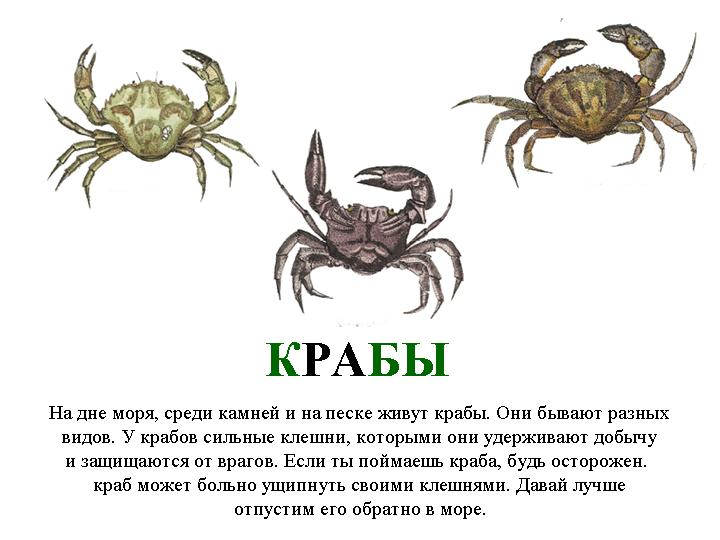 КРАБЫ
На дне моря, среди камней и на песке живут крабы. Они бывают разных
видов. У крабов сильные клешни, которыми они удерживают добычу
и защищаются от врагов. Если ты поймаешь краба, будь осторожен.
краб может больно ущипнуть своими клешнями. Давай лучше
отпустим его обратно в море.